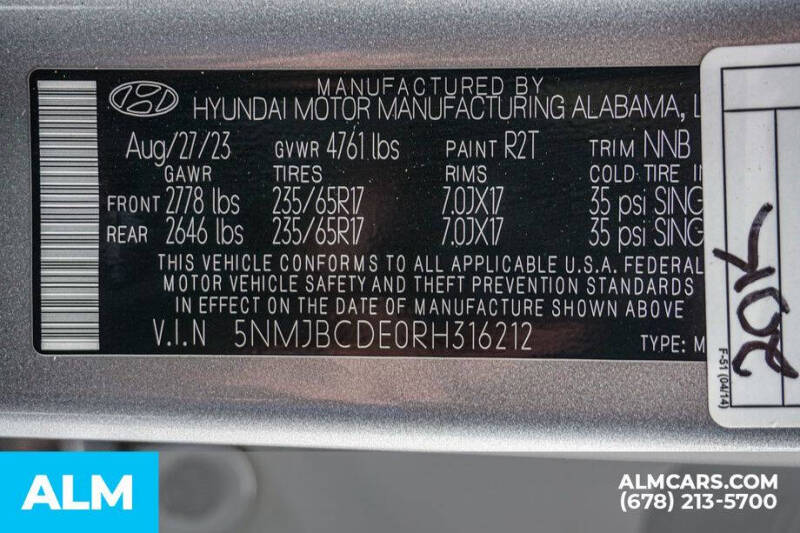 MANUFACTURED BY
HYUNDAI MOTOR MANUFACTURING ALABAMA,
Aug/27/23 GVWR 4761 lbs PAINT R2T TRIM NNB
GAWR TIRES RIMS COLD TIRE
FRONT 2778 lbs 235/65R17 7.0JX17 35 psi SING
REAR 2646 lbs 235/65R17 7.0JX17 35 psi SING
THIS VEHICLE CONFORMS TO ALL APPLICABLE U.S.A. FEDERAL
MOTOR VEHICLE SAFETY AND THEFT PREVENTION STANDARDS
IN EFFECT ON THE DATE OF MANUFACTURE SHOWN ABOVE
V.I.N 5NMJBCDE0RH316212 TYPE: M
F-51 (04/14)
ALM
ALMCARS.COM
(678) 213-5700